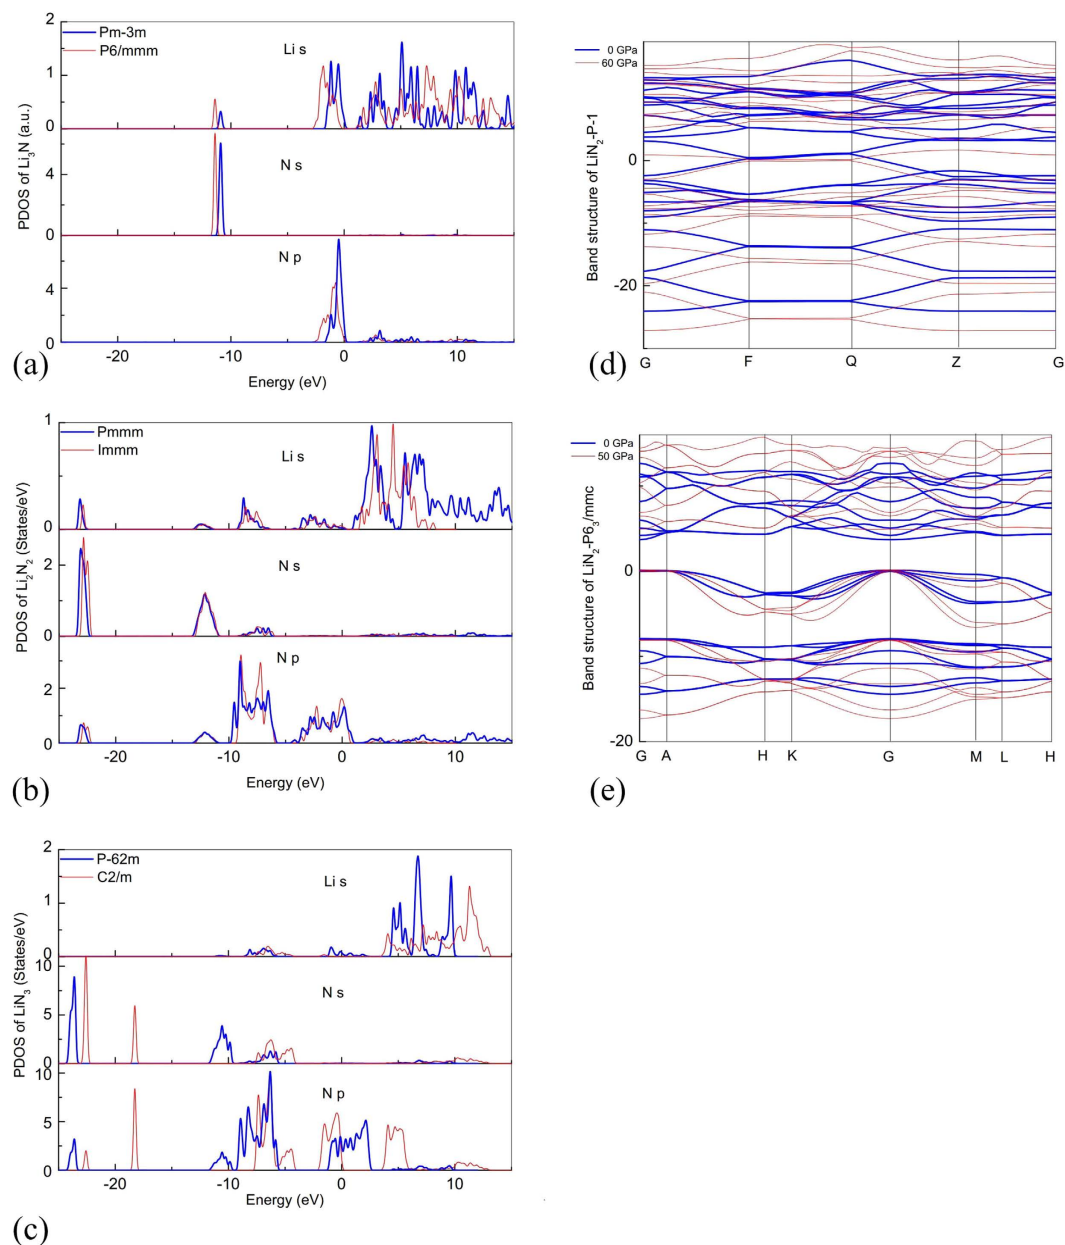 2
Pm-3m
P6/mmm
Li s
1
0
N s
4
0
N p
4
0
PDOS of Li₃N (a.u.)
-20 -10 0 10
Energy (eV)
(a)
1
Pmmm
Immm
Li s
0
N s
2
0
N p
2
0
PDOS of Li₂N₂ (States/eV)
-20 -10 0 10
Energy (eV)
(b)
2
P-62m
C2/m
Li s
1
0
10
N s
5
0
10
N p
5
0
PDOS of LiN₃ (States/eV)
-20 -10 0 10
Energy (eV)
(c)
0 GPa
60 GPa
0
-20
Band structure of LiN₂-P-1
G F Q Z G
(d)
0 GPa
50 GPa
0
-20
Band structure of LiN₂-P6₃/mmc
G A H K G M L H
(e)